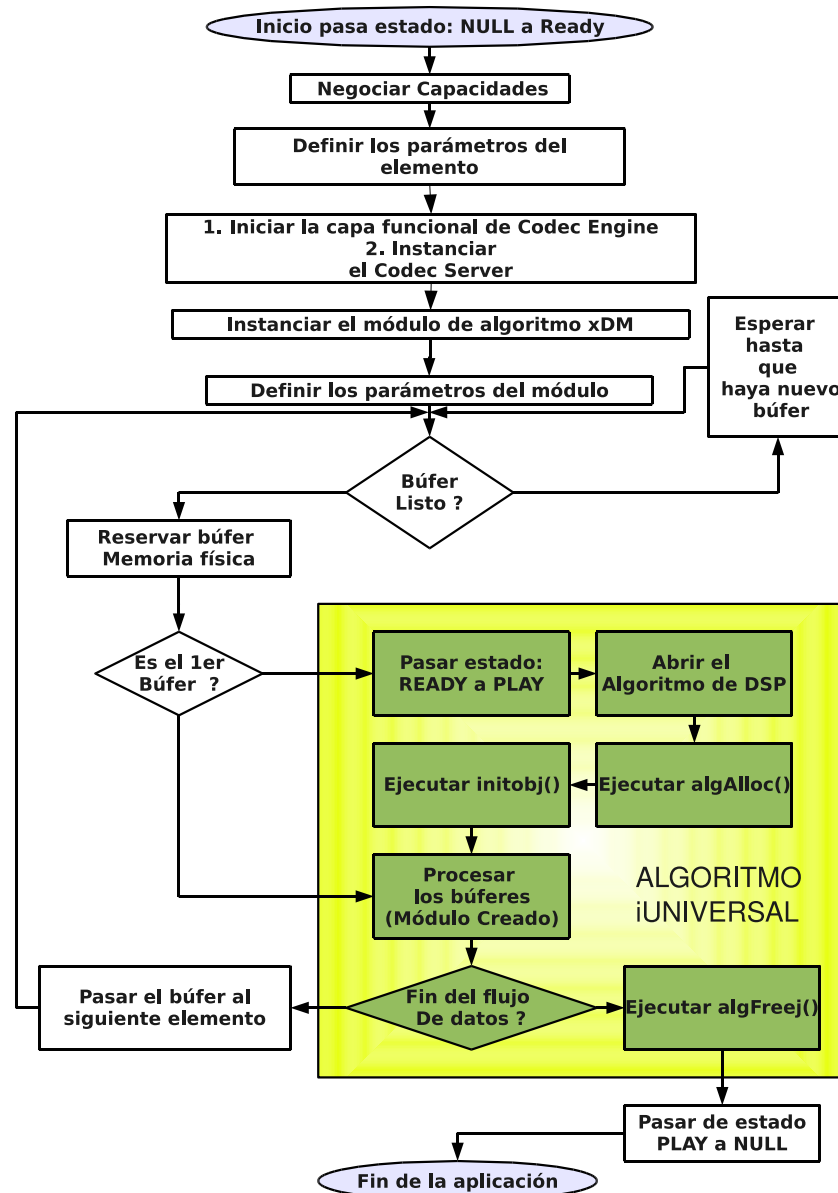 Inicio pasa estado: NULL a Ready
Negociar Capacidades
Definir los parámetros del
elemento
1. Iniciar la capa funcional de Codec Engine
2. Instanciar
el Codec Server
Instanciar el módulo de algoritmo xDM
Esperar
hasta
que
haya nuevo
búfer
Definir los parámetros del módulo
Búfer
Listo ?
Reservar búfer
Memoria física
Es el 1er
Búfer ?
Pasar estado:
READY a PLAY
Abrir el
Algoritmo de DSP
Ejecutar initobj()
Ejecutar algAlloc()
Procesar
los búferes
(Módulo Creado)
ALGORITMO
iUNIVERSAL
Pasar el búfer al
siguiente elemento
Fin del flujo
De datos ?
Ejecutar algFreej()
Pasar de estado
PLAY a NULL
Fin de la aplicación